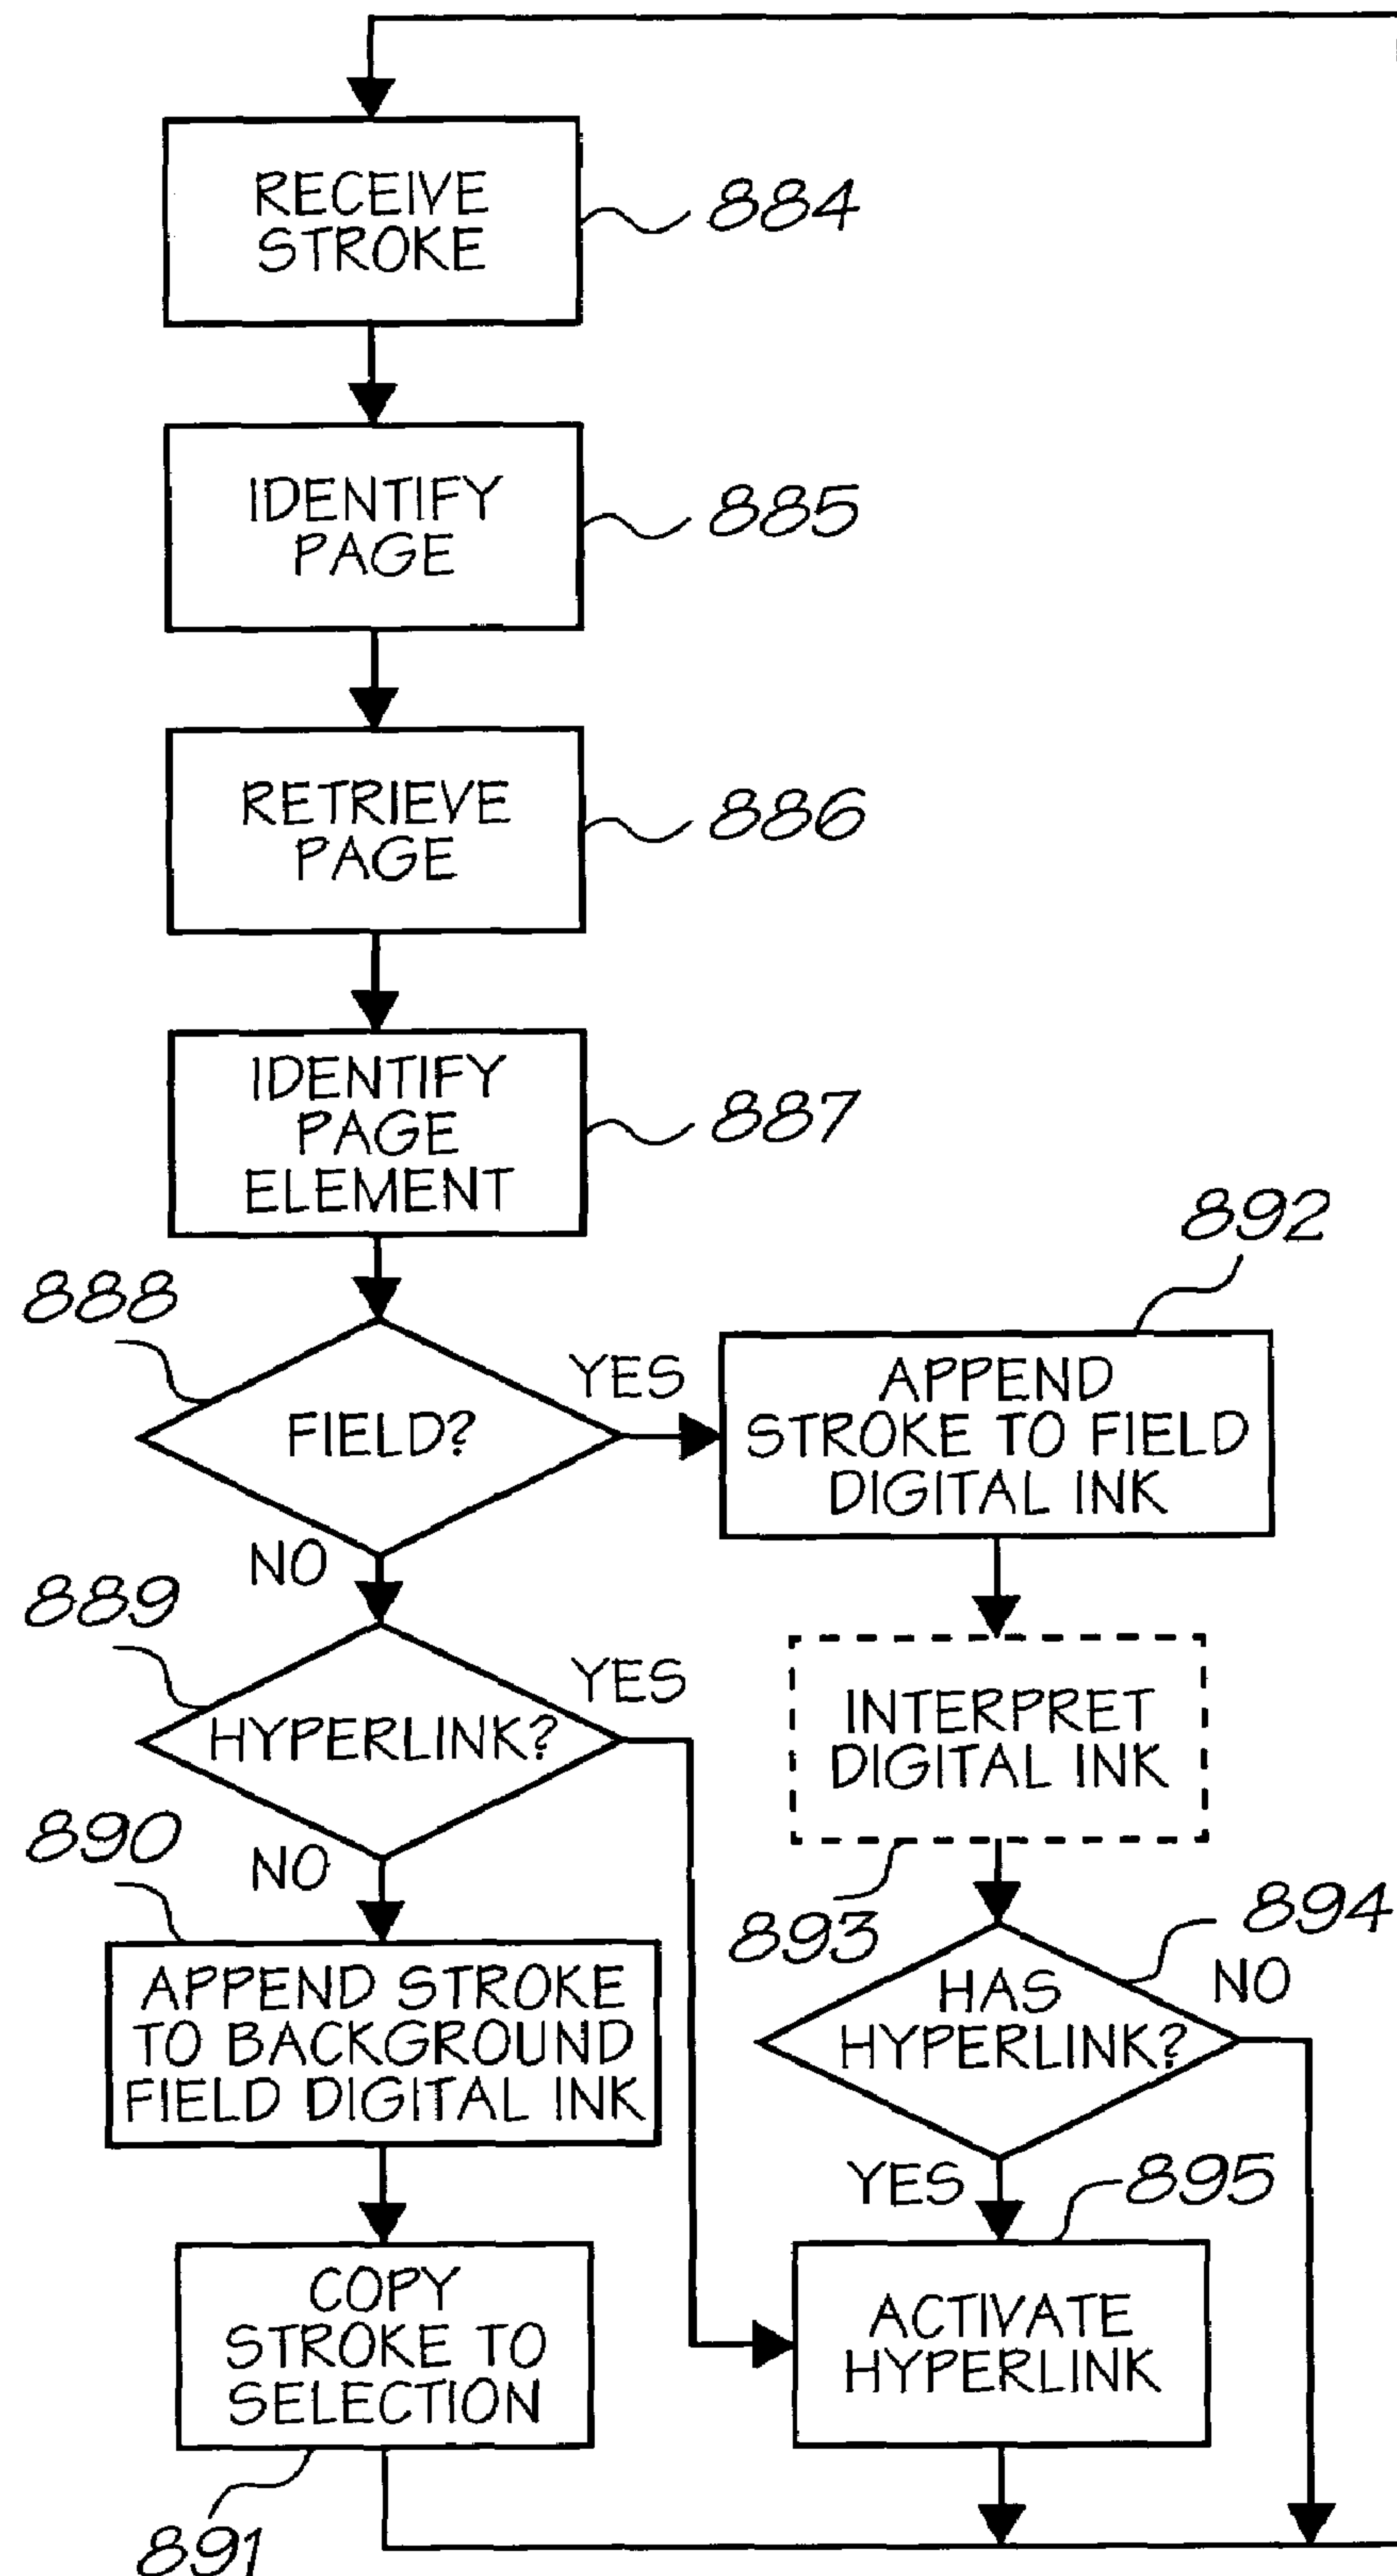 RECEIVE
STROKE
884
IDENTIFY
PAGE
885
RETRIEVE
PAGE
886
IDENTIFY
PAGE
ELEMENT
887
888
FIELD?
YES
NO
892
APPEND
STROKE TO FIELD
DIGITAL INK
889
HYPERLINK?
YES
NO
INTERPRET
DIGITAL INK
893
890
APPEND STROKE
TO BACKGROUND
FIELD DIGITAL INK
894
HAS
HYPERLINK?
NO
YES
895
COPY
STROKE TO
SELECTION
891
ACTIVATE
HYPERLINK